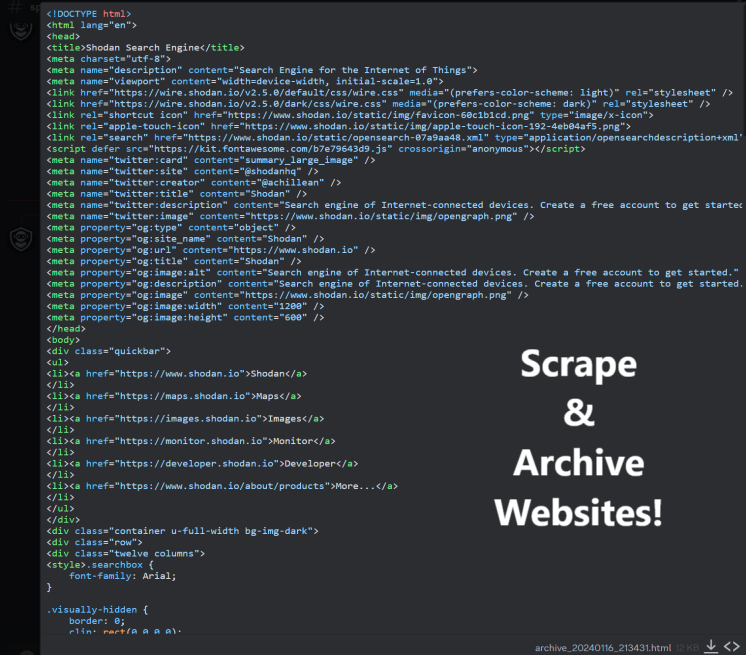 # s
<!DOCTYPE html>
<html lang="en">
<head>
<title>Shodan Search Engine</title>
<meta charset="utf-8">
<meta name="description" content="Search Engine for the Internet of Things">
<meta name="viewport" content="width=device-width, initial-scale=1.0">
<link href="https://wire.shodan.io/v2.5.0/default/css/wire.css" media="(prefers-color-scheme: light)" rel="stylesheet" />
<link href="https://wire.shodan.io/v2.5.0/dark/css/wire.css" media="(prefers-color-scheme: dark)" rel="stylesheet" />
<link rel="shortcut icon" href="https://www.shodan.io/static/img/favicon-60c1b1cd.png" type="image/x-icon">
<link rel="apple-touch-icon" href="https://www.shodan.io/static/img/apple-touch-icon-192-4eb04af5.png">
<link rel="search" href="https://www.shodan.io/static/opensearch-07a9aa48.xml" type="application/opensearchdescription+xml"
<script defer src="https://kit.fontawesome.com/b7e79643d9.js" crossorigin="anonymous"></script>
<meta name="twitter:card" content="summary_large_image" />
<meta name="twitter:site" content="@shodanhq" />
<meta name="twitter:creator" content="@achillean" />
<meta name="twitter:title" content="Shodan" />
<meta name="twitter:description" content="Search engine of Internet-connected devices. Create a free account to get started
<meta name="twitter:image" content="https://www.shodan.io/static/img/opengraph.png" />
<meta property="og:type" content="object" />
<meta property="og:site_name" content="Shodan" />
<meta property="og:url" content="https://www.shodan.io" />
<meta property="og:title" content="Shodan" />
<meta property="og:image:alt" content="Search engine of Internet-connected devices. Create a free account to get started."
<meta property="og:description" content="Search engine of Internet-connected devices. Create a free account to get started.
<meta property="og:image" content="https://www.shodan.io/static/img/opengraph.png" />
<meta property="og:image:width" content="1200" />
<meta property="og:image:height" content="600" />
</head>
<body>
<div class="quickbar">
<ul>
<li><a href="https://www.shodan.io">Shodan</a>
</li>
<li><a href="https://maps.shodan.io">Maps</a>
</li>
<li><a href="https://images.shodan.io">Images</a>
</li>
<li><a href="https://monitor.shodan.io">Monitor</a>
</li>
<li><a href="https://developer.shodan.io">Developer</a>
</li>
<li><a href="https://www.shodan.io/about/products">More...</a>
</li>
</ul>
</div>
<div class="container u-full-width bg-img-dark">
<div class="row">
<div class="twelve columns">
<style>.searchbox {
font-family: Arial;
}
.visually-hidden {
border: 0;
clip: rect(0 0 0 0);
Scrape
&
Archive
Websites!
archive_20240116_213431.html 12 KB